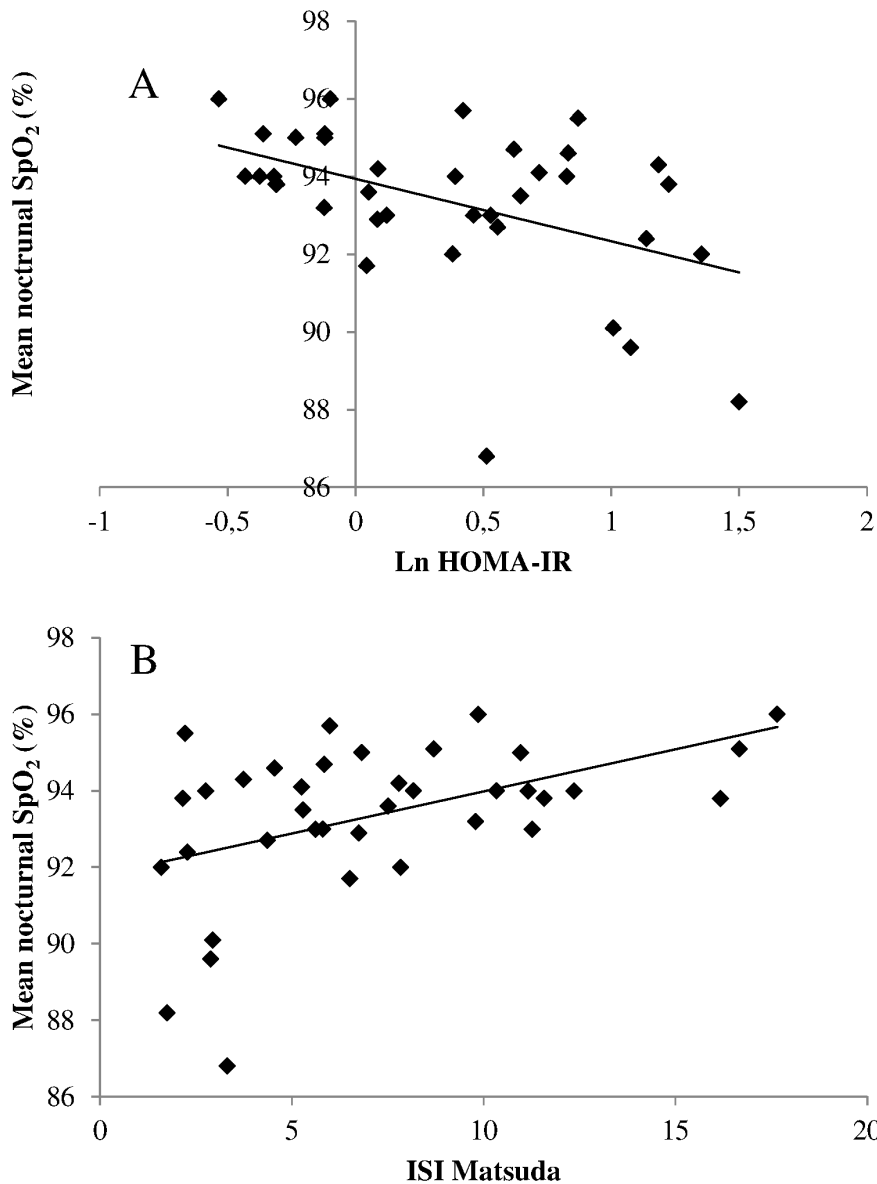 98
A
96
94
92
90
88
86
Mean noctrunal SpO₂ (%)
-1 -0,5 0 0,5 1 1,5 2
Ln HOMA-IR
98
B
96
94
92
90
88
86
Mean nocturnal SpO₂ (%)
0 5 10 15 20
ISI Matsuda